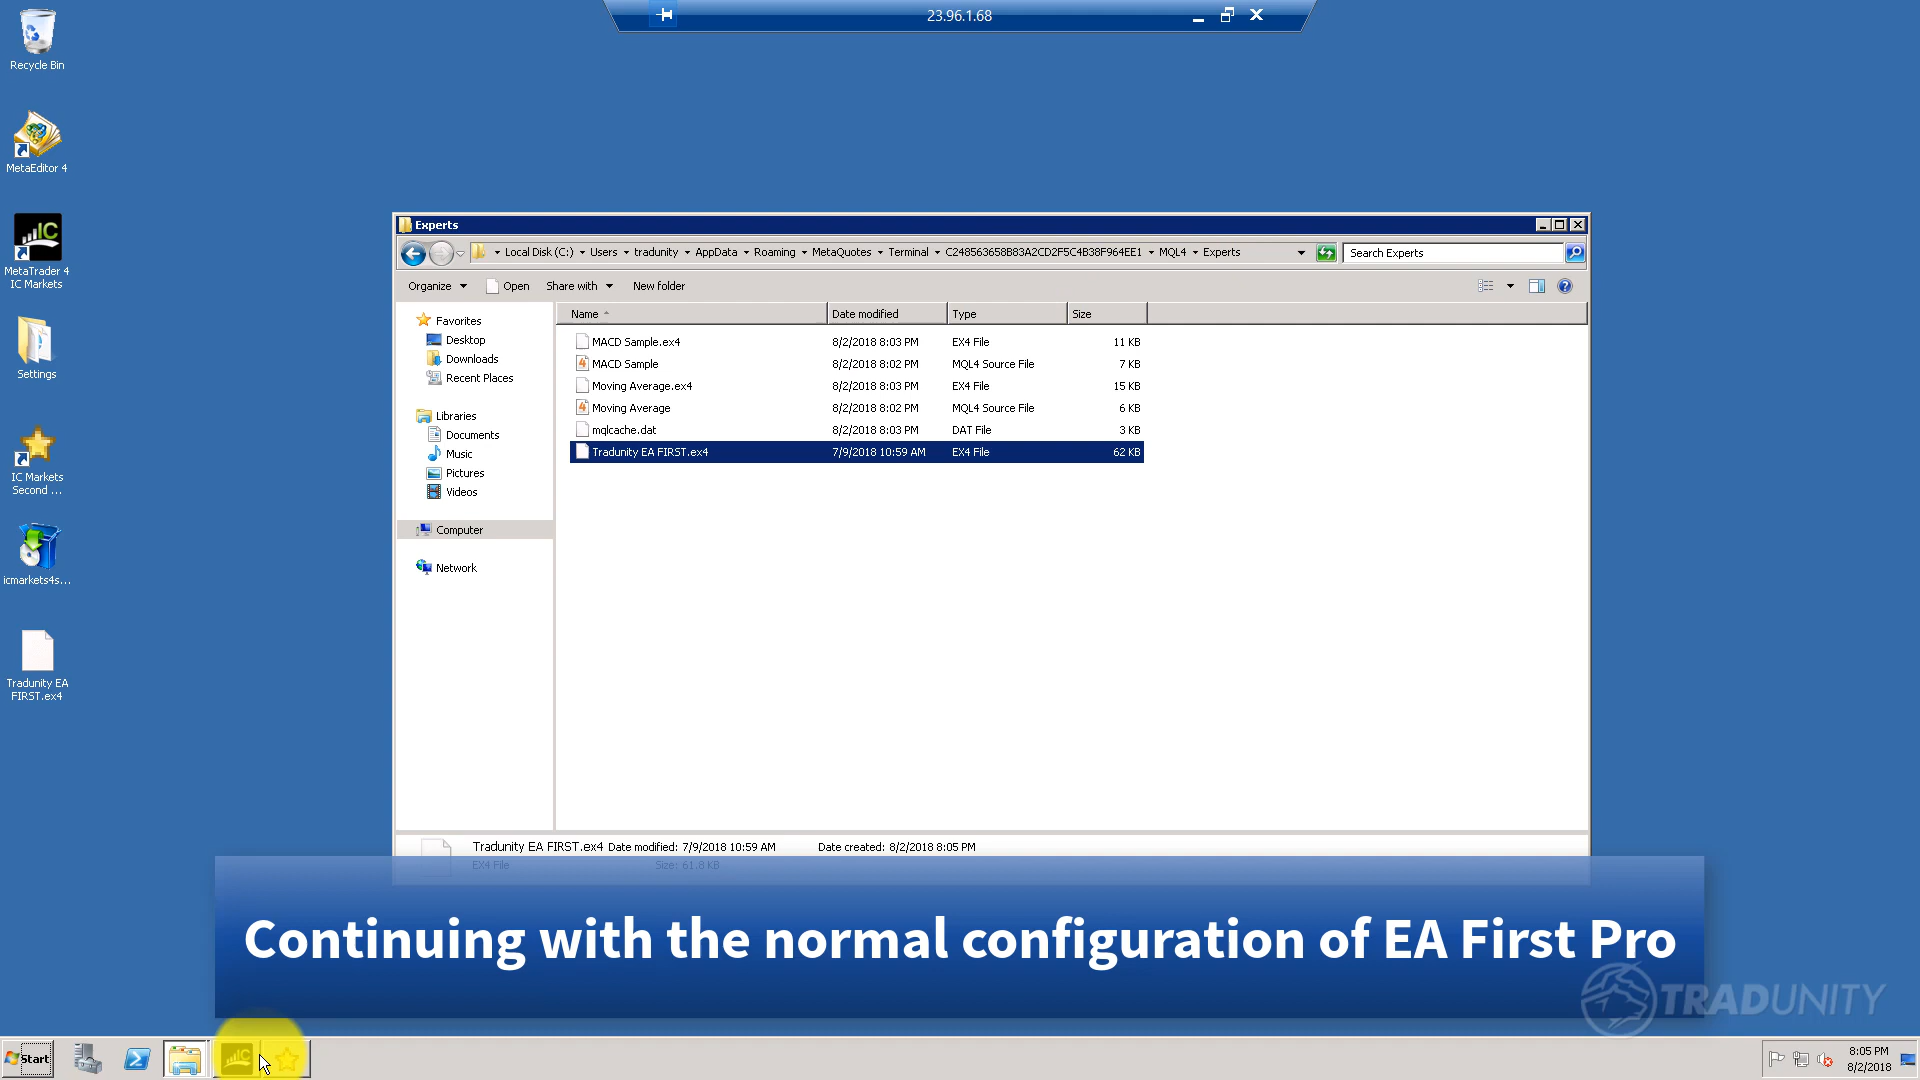 23.96.1.68
Recycle Bin
MetaEditor 4
MetaTrader 4
IC Markets
Settings
IC Markets
Second ...
icmarkets4s...
Tradunity EA
FIRST.ex4
Experts
Local Disk (C:) Users tradunity AppData Roaming MetaQuotes Terminal C248563658B83A2CD2F5C4B38F964EE1 MQL4 Experts
Search Experts
Organize Open Share with New folder
Favorites
Desktop
Downloads
Recent Places
Libraries
Documents
Music
Pictures
Videos
Computer
Network
Name Date modified Type Size
MACD Sample.ex4 8/2/2018 8:03 PM EX4 File 11 KB
MACD Sample 8/2/2018 8:02 PM MQL4 Source File 7 KB
Moving Average.ex4 8/2/2018 8:03 PM EX4 File 15 KB
Moving Average 8/2/2018 8:02 PM MQL4 Source File 6 KB
mqlcache.dat 8/2/2018 8:03 PM DAT File 3 KB
Tradunity EA FIRST.ex4 7/9/2018 10:59 AM EX4 File 62 KB
Tradunity EA FIRST.ex4 Date modified: 7/9/2018 10:59 AM Date created: 8/2/2018 8:05 PM
EX4 File Size: 61.8 KB
Continuing with the normal configuration of EA First Pro
TRADUNITY
Start
8:05 PM
8/2/2018